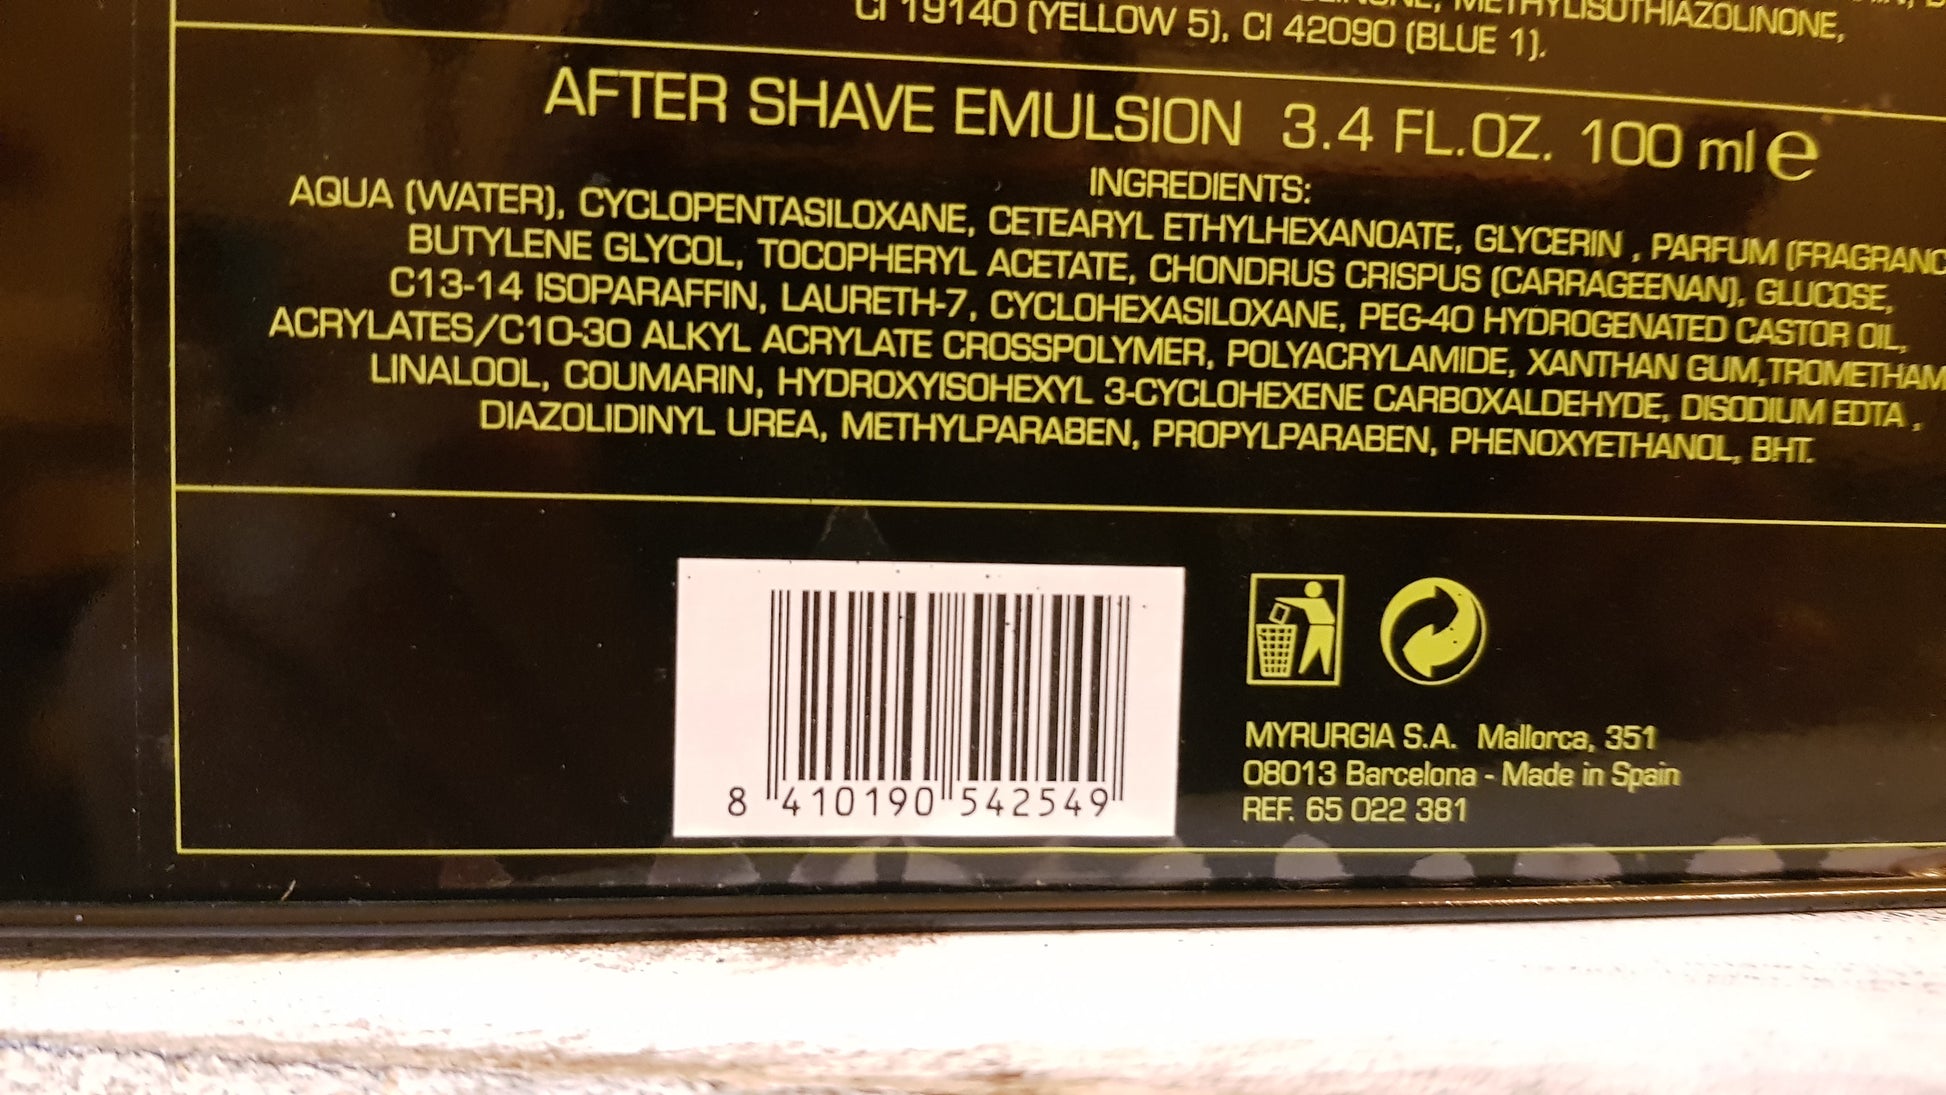 METHYLISOTHIAZOLINONE,
CI 19140 (YELLOW 5), CI 42090 (BLUE 1).
AFTER SHAVE EMULSION 3.4 FL.OZ. 100 ml e
INGREDIENTS:
AQUA (WATER), CYCLOPENTASILOXANE, CETEARYL ETHYLHEXANOATE, GLYCERIN , PARFUM (FRAGRANC
BUTYLENE GLYCOL, TOCOPHERYL ACETATE, CHONDRUS CRISPUS (CARRAGEENAN), GLUCOSE,
C13-14 ISOPARAFFIN, LAURETH-7, CYCLOHEXASILOXANE, PEG-40 HYDROGENATED CASTOR OIL,
ACRYLATES/C10-30 ALKYL ACRYLATE CROSSPOLYMER, POLYACRYLAMIDE, XANTHAN GUM,TROMETHAM
LINALOOL, COUMARIN, HYDROXYISOHEXYL 3-CYCLOHEXENE CARBOXALDEHYDE, DISODIUM EDTA ,
DIAZOLIDINYL UREA, METHYLPARABEN, PROPYLPARABEN, PHENOXYETHANOL, BHT.
8 410190 542549
MYRURGIA S.A. Mallorca, 351
08013 Barcelona - Made in Spain
REF. 65 022 381